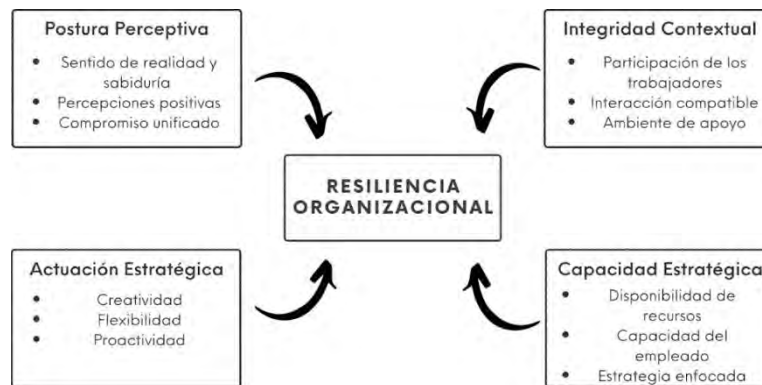 Postura Perceptiva
• Sentido de realidad y
sabiduría
• Percepciones positivas
• Compromiso unificado
Integridad Contextual
• Participación de los
trabajadores
• Interacción compatible
• Ambiente de apoyo
RESILIENCIA
ORGANIZACIONAL
Actuación Estratégica
• Creatividad
• Flexibilidad
• Proactividad
Capacidad Estratégica
• Disponibilidad de
recursos
• Capacidad del
empleado
• Estrategia enfocada